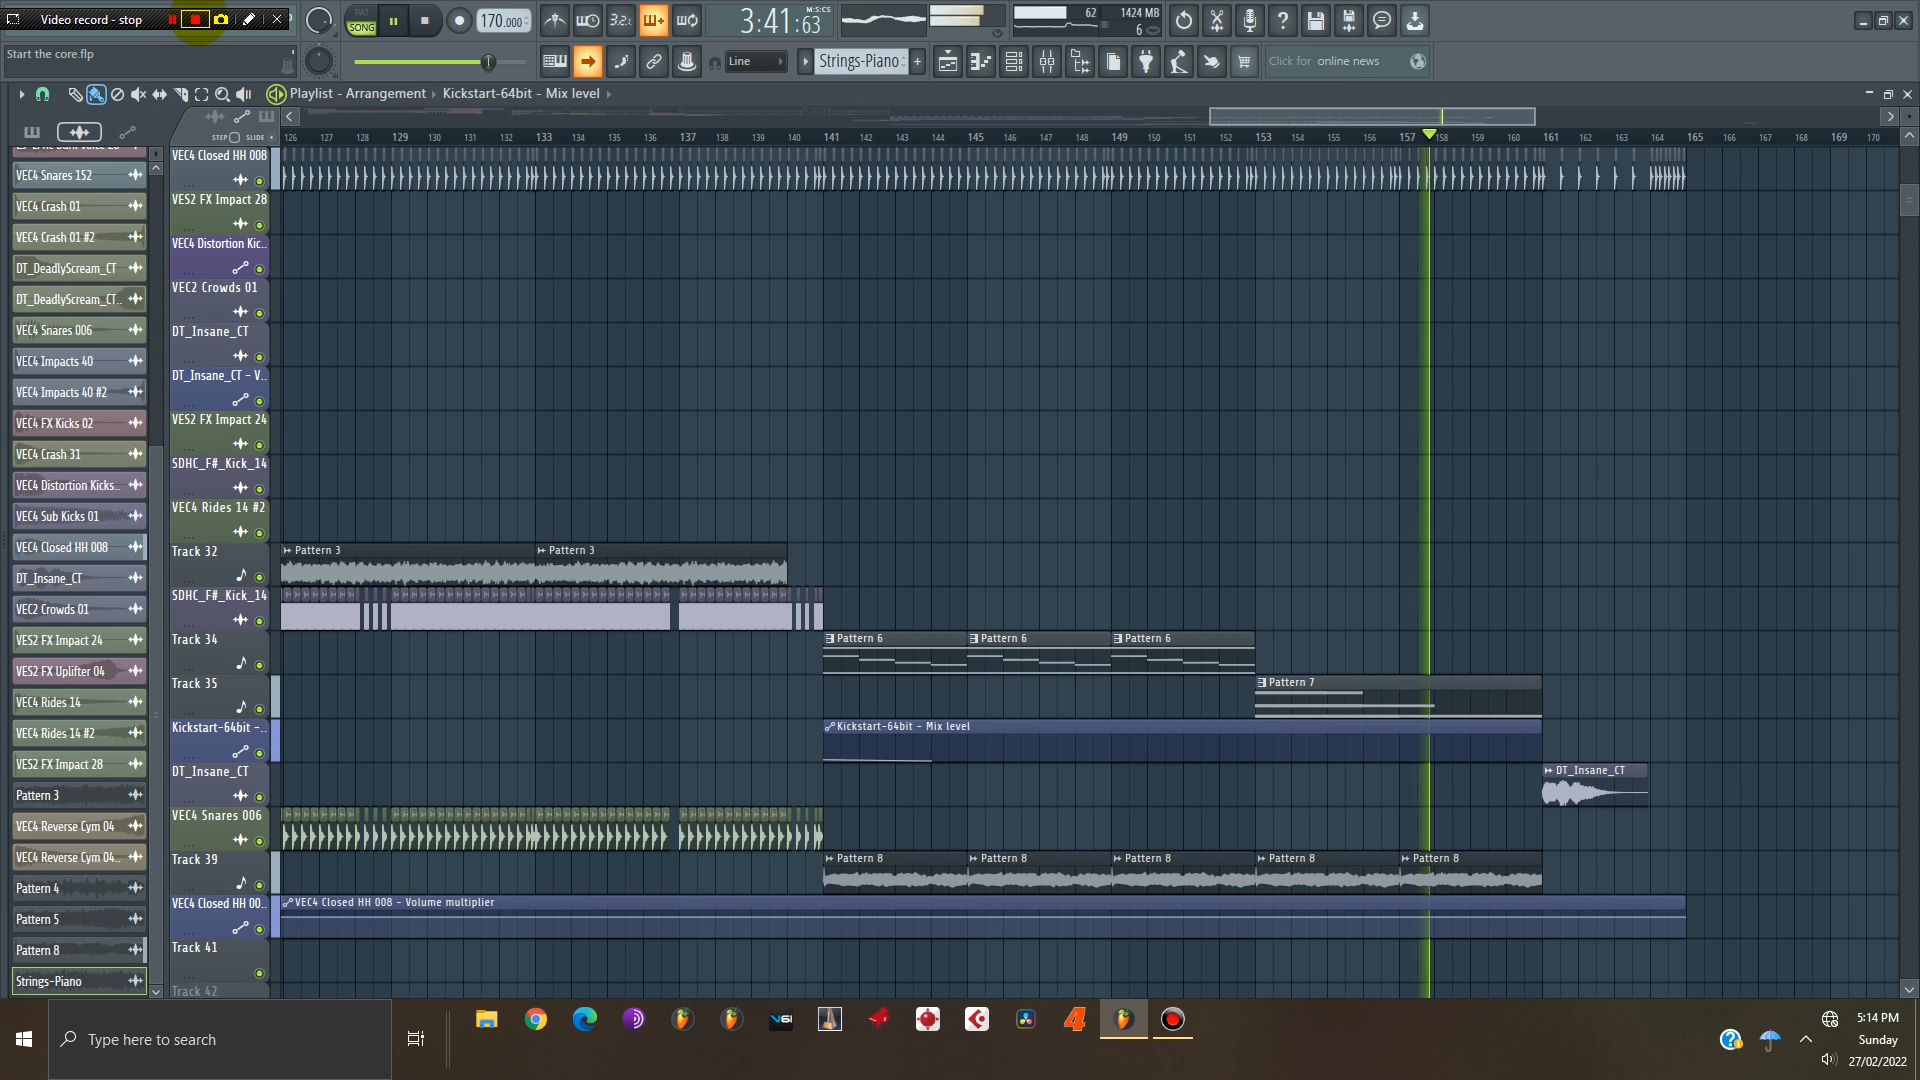 Video record - stop
PAT
SONG
170.000
3.2:
3:41:63
M:S:CS
62
1424 MB
6
Start the core.flp
Line
Strings-Piano
Click for online news
Playlist - Arrangement
Kickstart-64bit - Mix level
STEP
SLIDE
126 127 128 129 130 131 132 133 134 135 136 137 138 139 140 141 142 143 144 145 146 147 148 149 150 151 152 153 154 155 156 157 158 159 160 161 162 163 164 165 166 167 168 169 170
VEC4 Snares 152
VEC4 Crash 01
VEC4 Crash 01 #2
DT_DeadlyScream_CT
DT_DeadlyScream_CT..
VEC4 Snares 006
VEC4 Impacts 40
VEC4 Impacts 40 #2
VEC4 FX Kicks 02
VEC4 Crash 31
VEC4 Distortion Kicks..
VEC4 Sub Kicks 01
VEC4 Closed HH 008
DT_Insane_CT
VEC2 Crowds 01
VES2 FX Impact 24
VES2 FX Uplifter 04
VEC4 Rides 14
VEC4 Rides 14 #2
VES2 FX Impact 28
Pattern 3
VEC4 Reverse Cym 04
VEC4 Reverse Cym 04..
Pattern 4
Pattern 5
Pattern 8
Strings-Piano
VEC4 Closed HH 008
VES2 FX Impact 28
VEC4 Distortion Kic..
VEC2 Crowds 01
DT_Insane_CT
DT_Insane_CT - V..
VES2 FX Impact 24
SDHC_F#_Kick_14
VEC4 Rides 14 #2
Track 32
Pattern 3
Pattern 3
SDHC_F#_Kick_14
Track 34
Pattern 6
Pattern 6
Pattern 6
Track 35
Pattern 7
Kickstart-64bit -..
Kickstart-64bit - Mix level
DT_Insane_CT
DT_Insane_CT
VEC4 Snares 006
Track 39
Pattern 8
Pattern 8
Pattern 8
Pattern 8
Pattern 8
VEC4 Closed HH 00..
VEC4 Closed HH 008 - Volume multiplier
Track 41
Track 42
Type here to search
V6I
4
5:14 PM
Sunday
27/02/2022